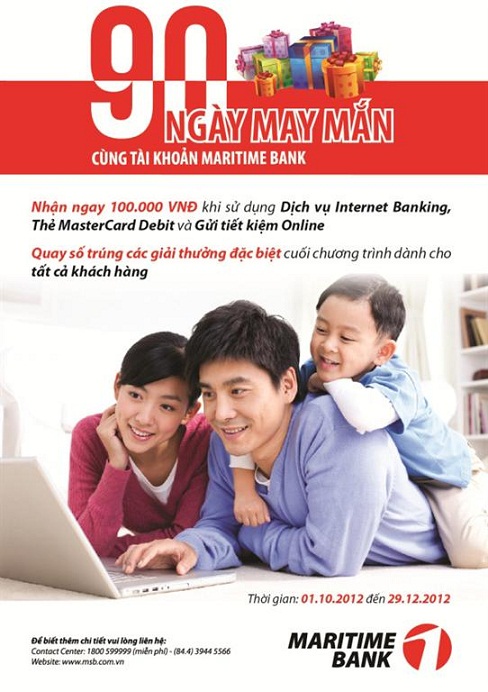 90
NGÀY MAY MẮN
CÙNG TÀI KHOẢN MARITIME BANK
Nhận ngay 100.000 VNĐ khi sử dụng Dịch vụ Internet Banking,
Thẻ MasterCard Debit và Gửi tiết kiệm Online
Quay số trúng các giải thưởng đặc biệt cuối chương trình dành cho
tất cả khách hàng
Thời gian: 01.10.2012 đến 29.12.2012
Để biết thêm chi tiết vui lòng liên hệ:
Contact Center: 1800 599999 (miễn phí) - (84.4) 3944 5566
Website: www.msb.com.vn
MARITIME
BANK